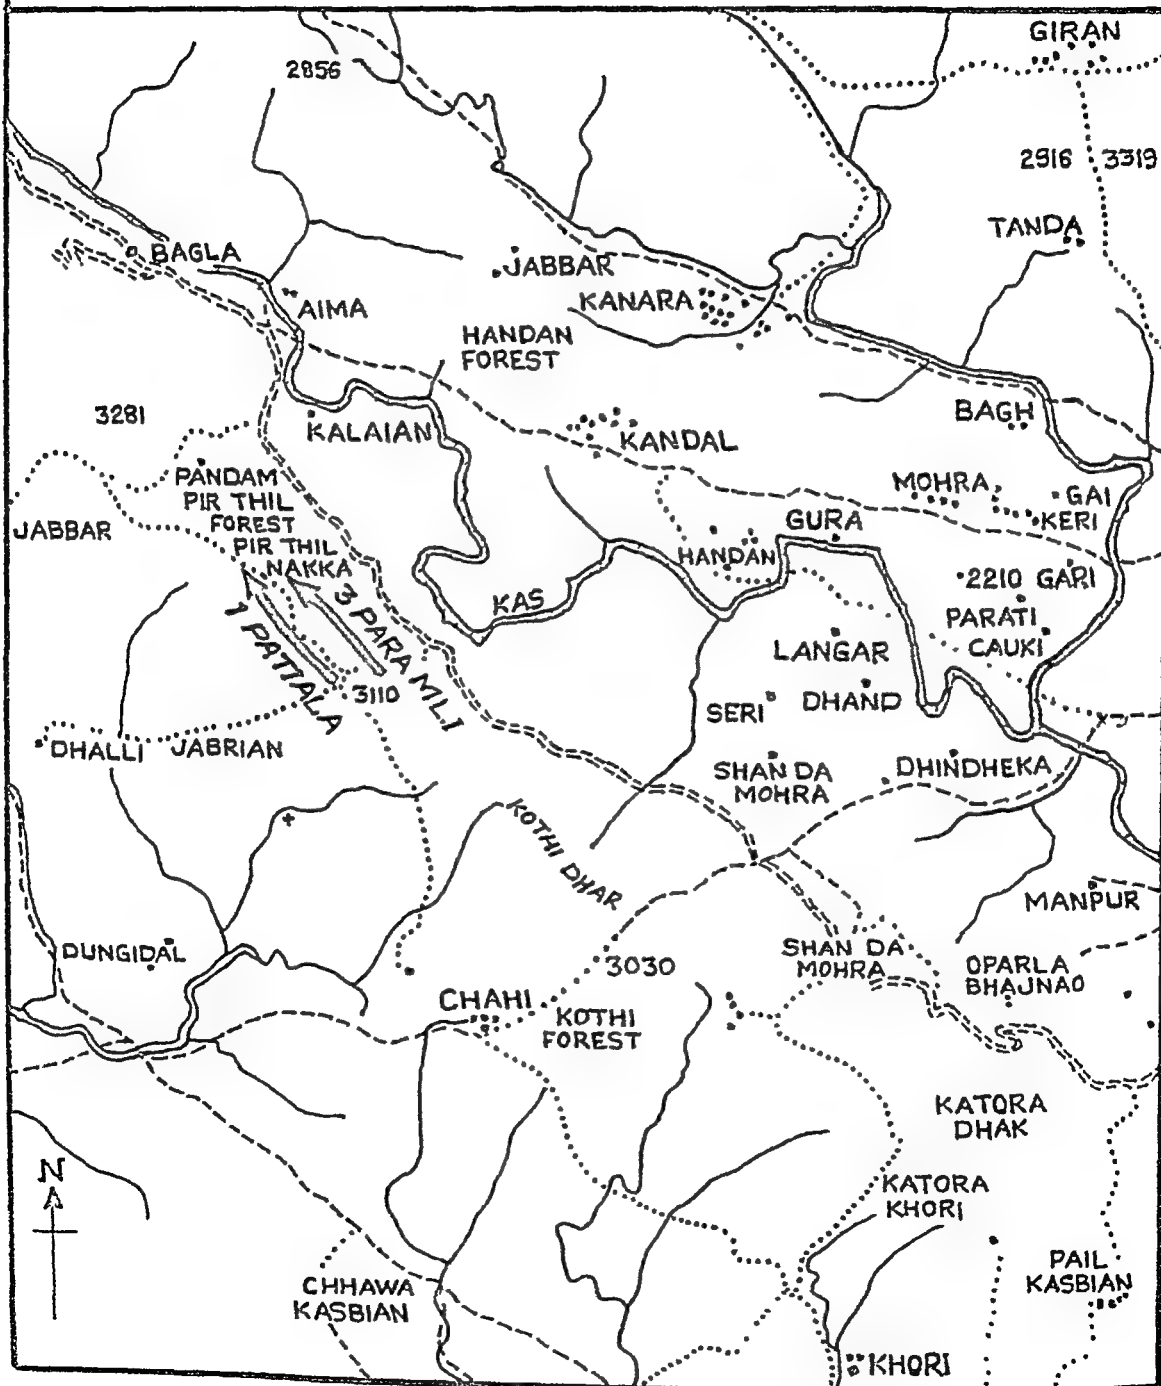 GIRAN
2856
2916 3319
TANDA
BAGLA
JABBAR
KANARA
AIMA
HANDAN
FOREST
3281
KALAIAN
BAGH
KANDAL
PANDAM
PIR THIL
FOREST
PIR THIL
NAKKA
MOHRA
GAI
KERI
JABBAR
GURA
HANDAN
2210 GARI
KAS
PARATI
CAUKI
1 PATTALA
3 PARA MLI
3110
LANGAR
SERI
DHAND
DHALLI
JABRIAN
SHAN DA
MOHRA
DHINDHEKA
KOTHI DHAR
MANPUR
DUNGIDAL
3030
SHAN DA
MOHRA
OPARLA
BHAJNAO
CHAHI
KOTHI
FOREST
KATORA
DHAK
N
KATORA
KHORI
CHHAWA
KASBIAN
PAIL
KASBIAN
KHORI